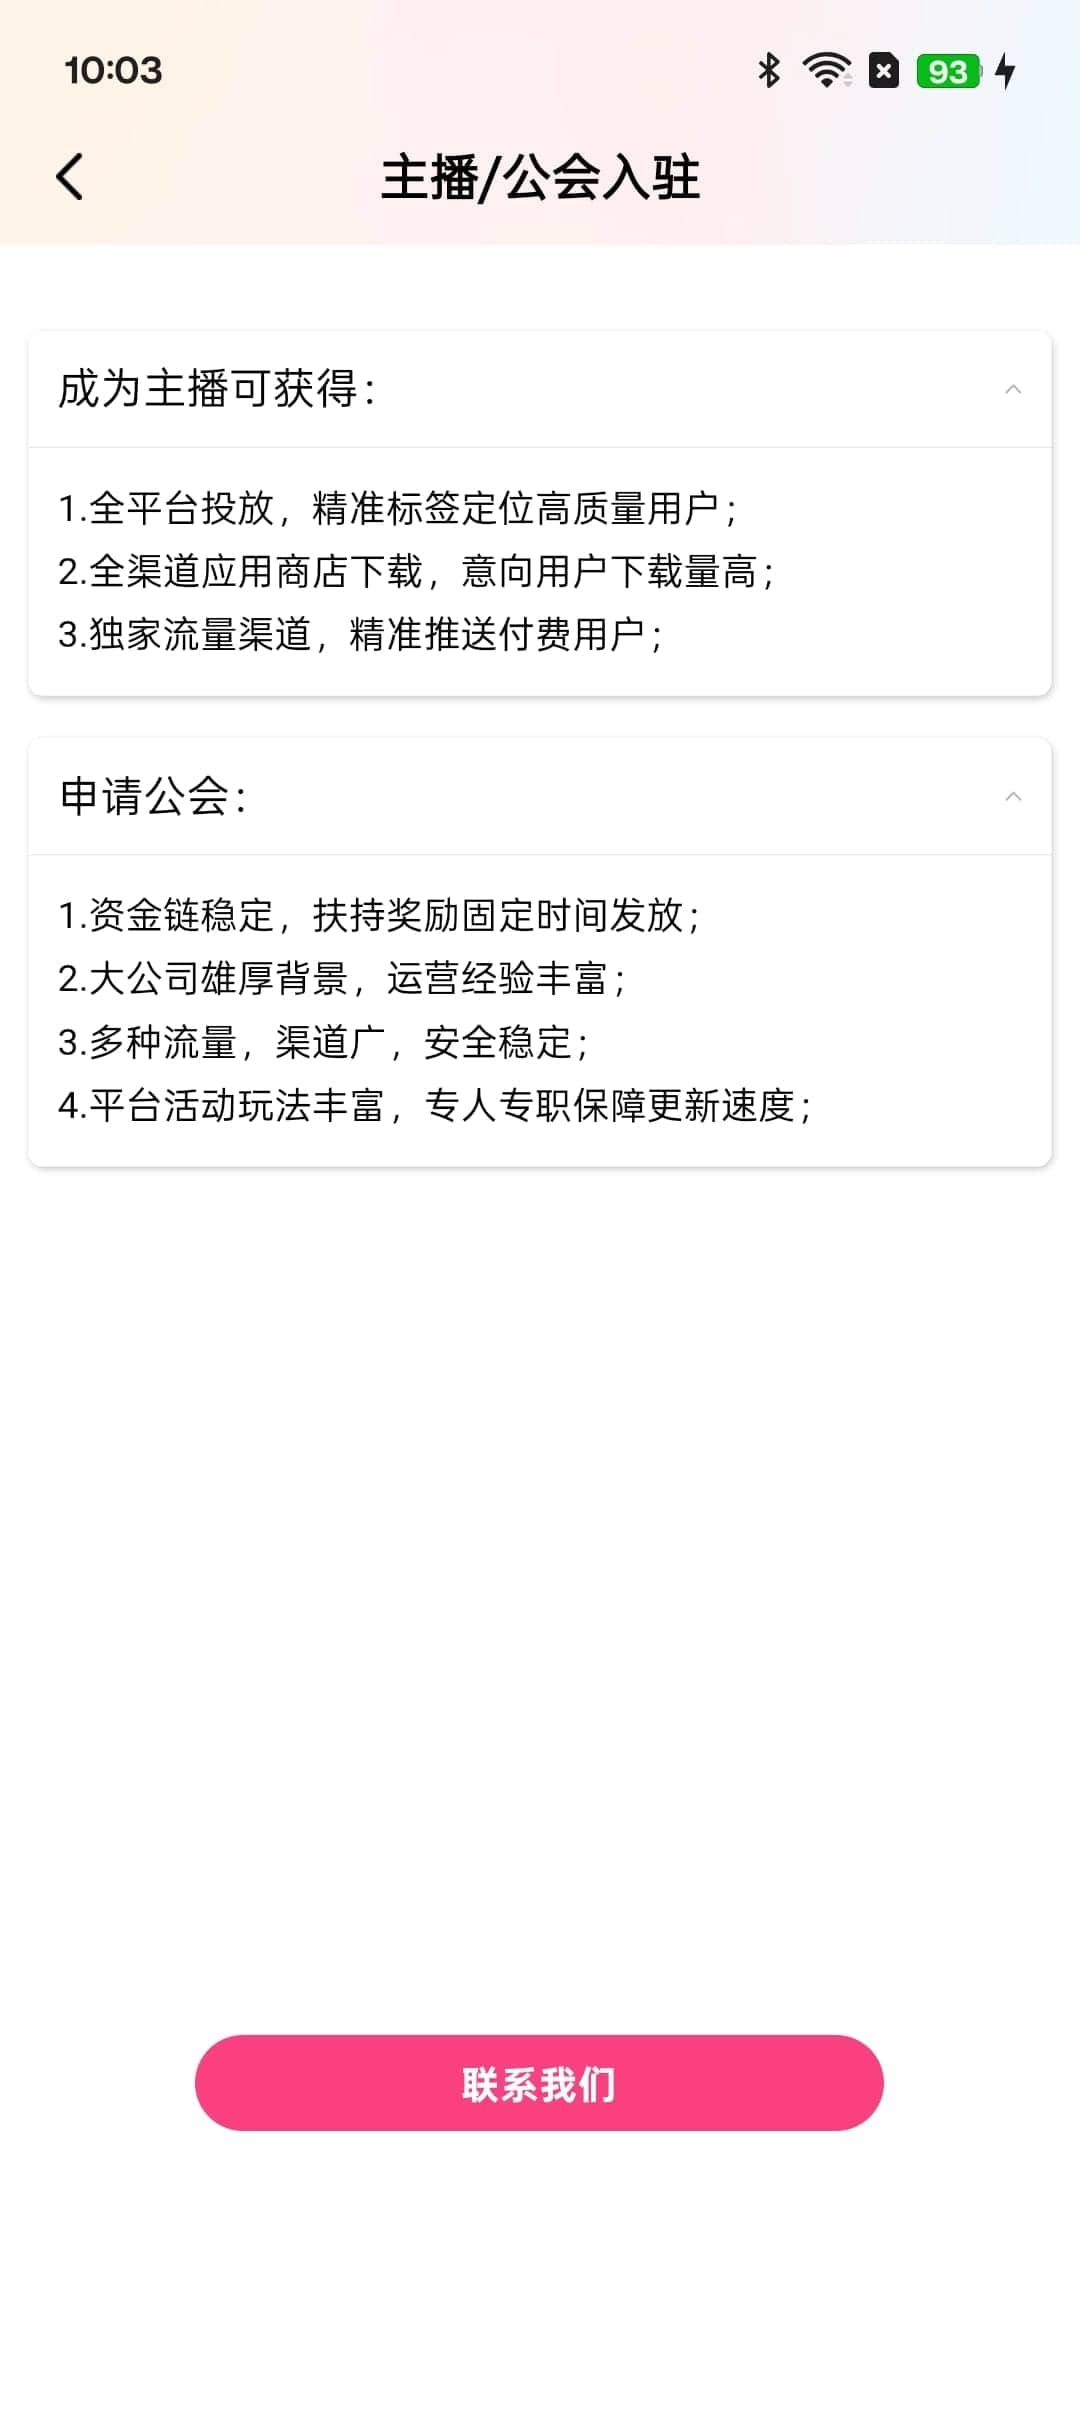 10:03
93
主播/公会入驻
成为主播可获得：
1.全平台投放，精准标签定位高质量用户；
2.全渠道应用商店下载，意向用户下载量高；
3.独家流量渠道，精准推送付费用户；
申请公会：
1.资金链稳定，扶持奖励固定时间发放；
2.大公司雄厚背景，运营经验丰富；
3.多种流量，渠道广，安全稳定；
4.平台活动玩法丰富，专人专职保障更新速度；
联系我们